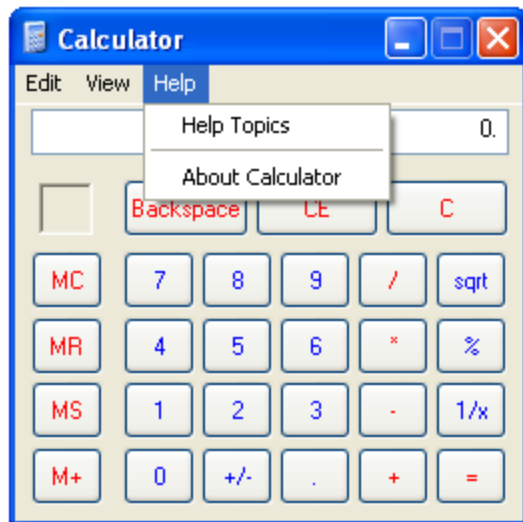 Calculator
Edit View Help
Help Topics
0.
About Calculator
Backspace CE C
MC 7 8 9 / sqrt
MR 4 5 6 * %
MS 1 2 3 - 1/x
M+ 0 +/- . + =